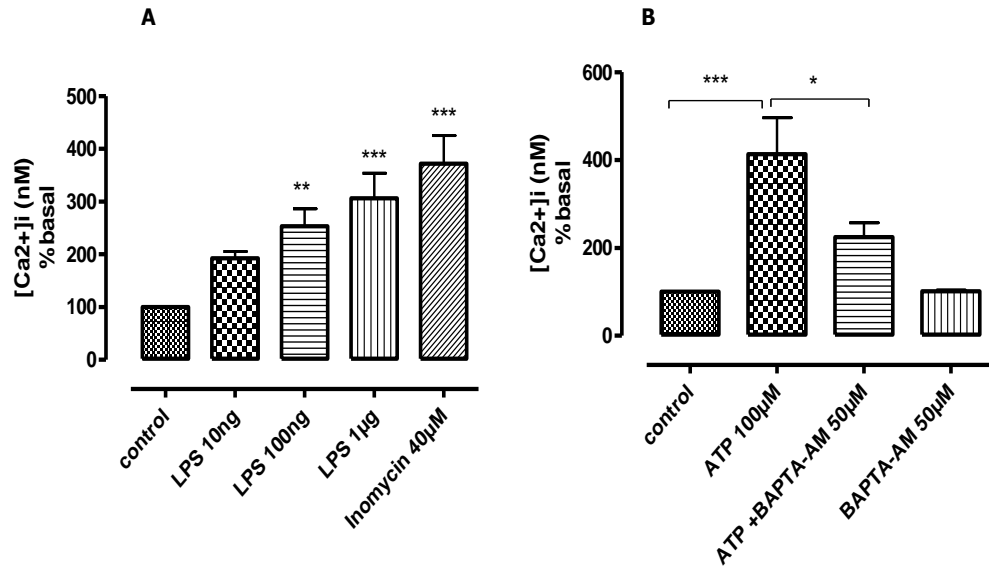 A
[Ca2+]i (nM)
%basal
500
400
300
200
100
0
**
***
***
control
LPS 10ng
LPS 100ng
LPS 1µg
Inomycin 40µM
B
[Ca2+]i (nM)
%basal
600
400
200
0
***
*
control
ATP 100µM
ATP +BAPTA-AM 50µM
BAPTA-AM 50µM